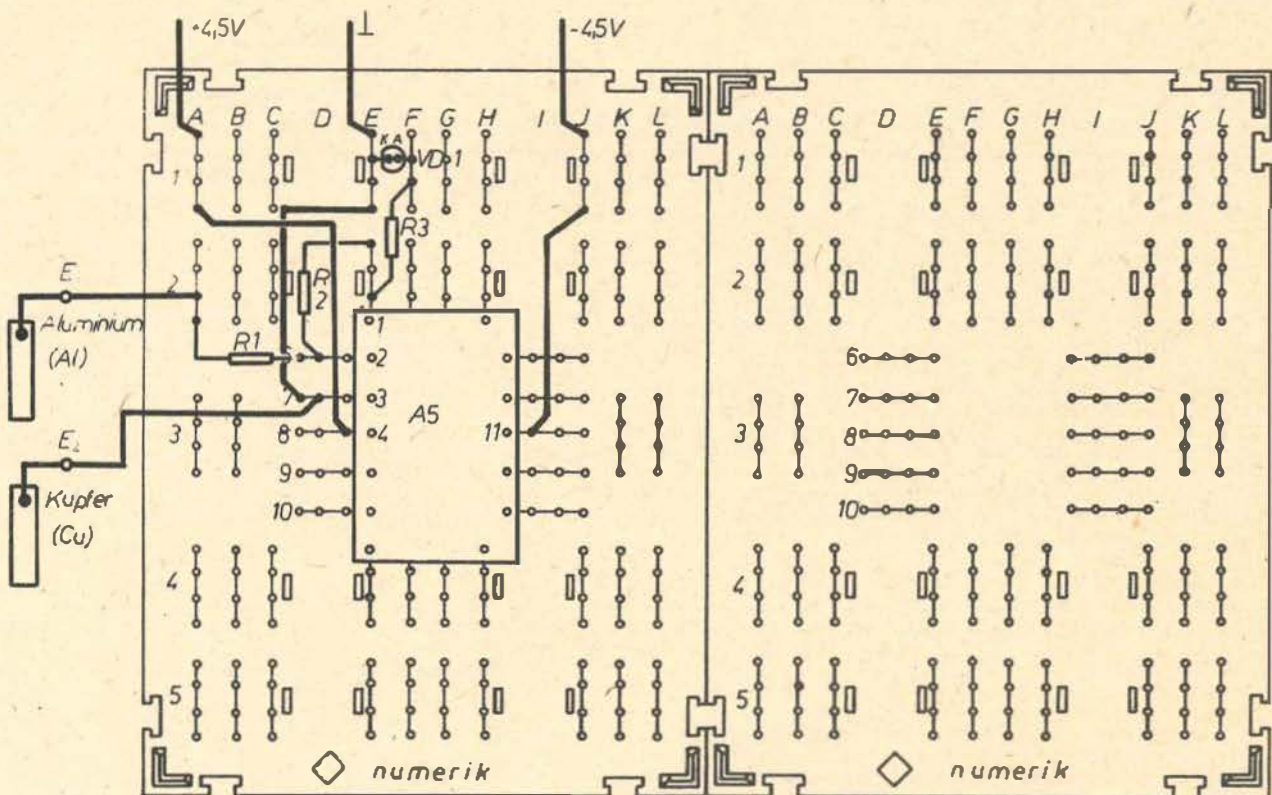 +4,5V ⊥ -4,5V
A B C D E F G H I J K L
A B C D E F G H I J K L
K A VD 1
1
1
R3
R2
2
2
E
Aluminium
(Al)
R1
1
2
6
7 3
7
A5
3 8 4 11
3 8
E2
9
9
10
10
Kupfer
(Cu)
4
4
5
5
numerik
numerik